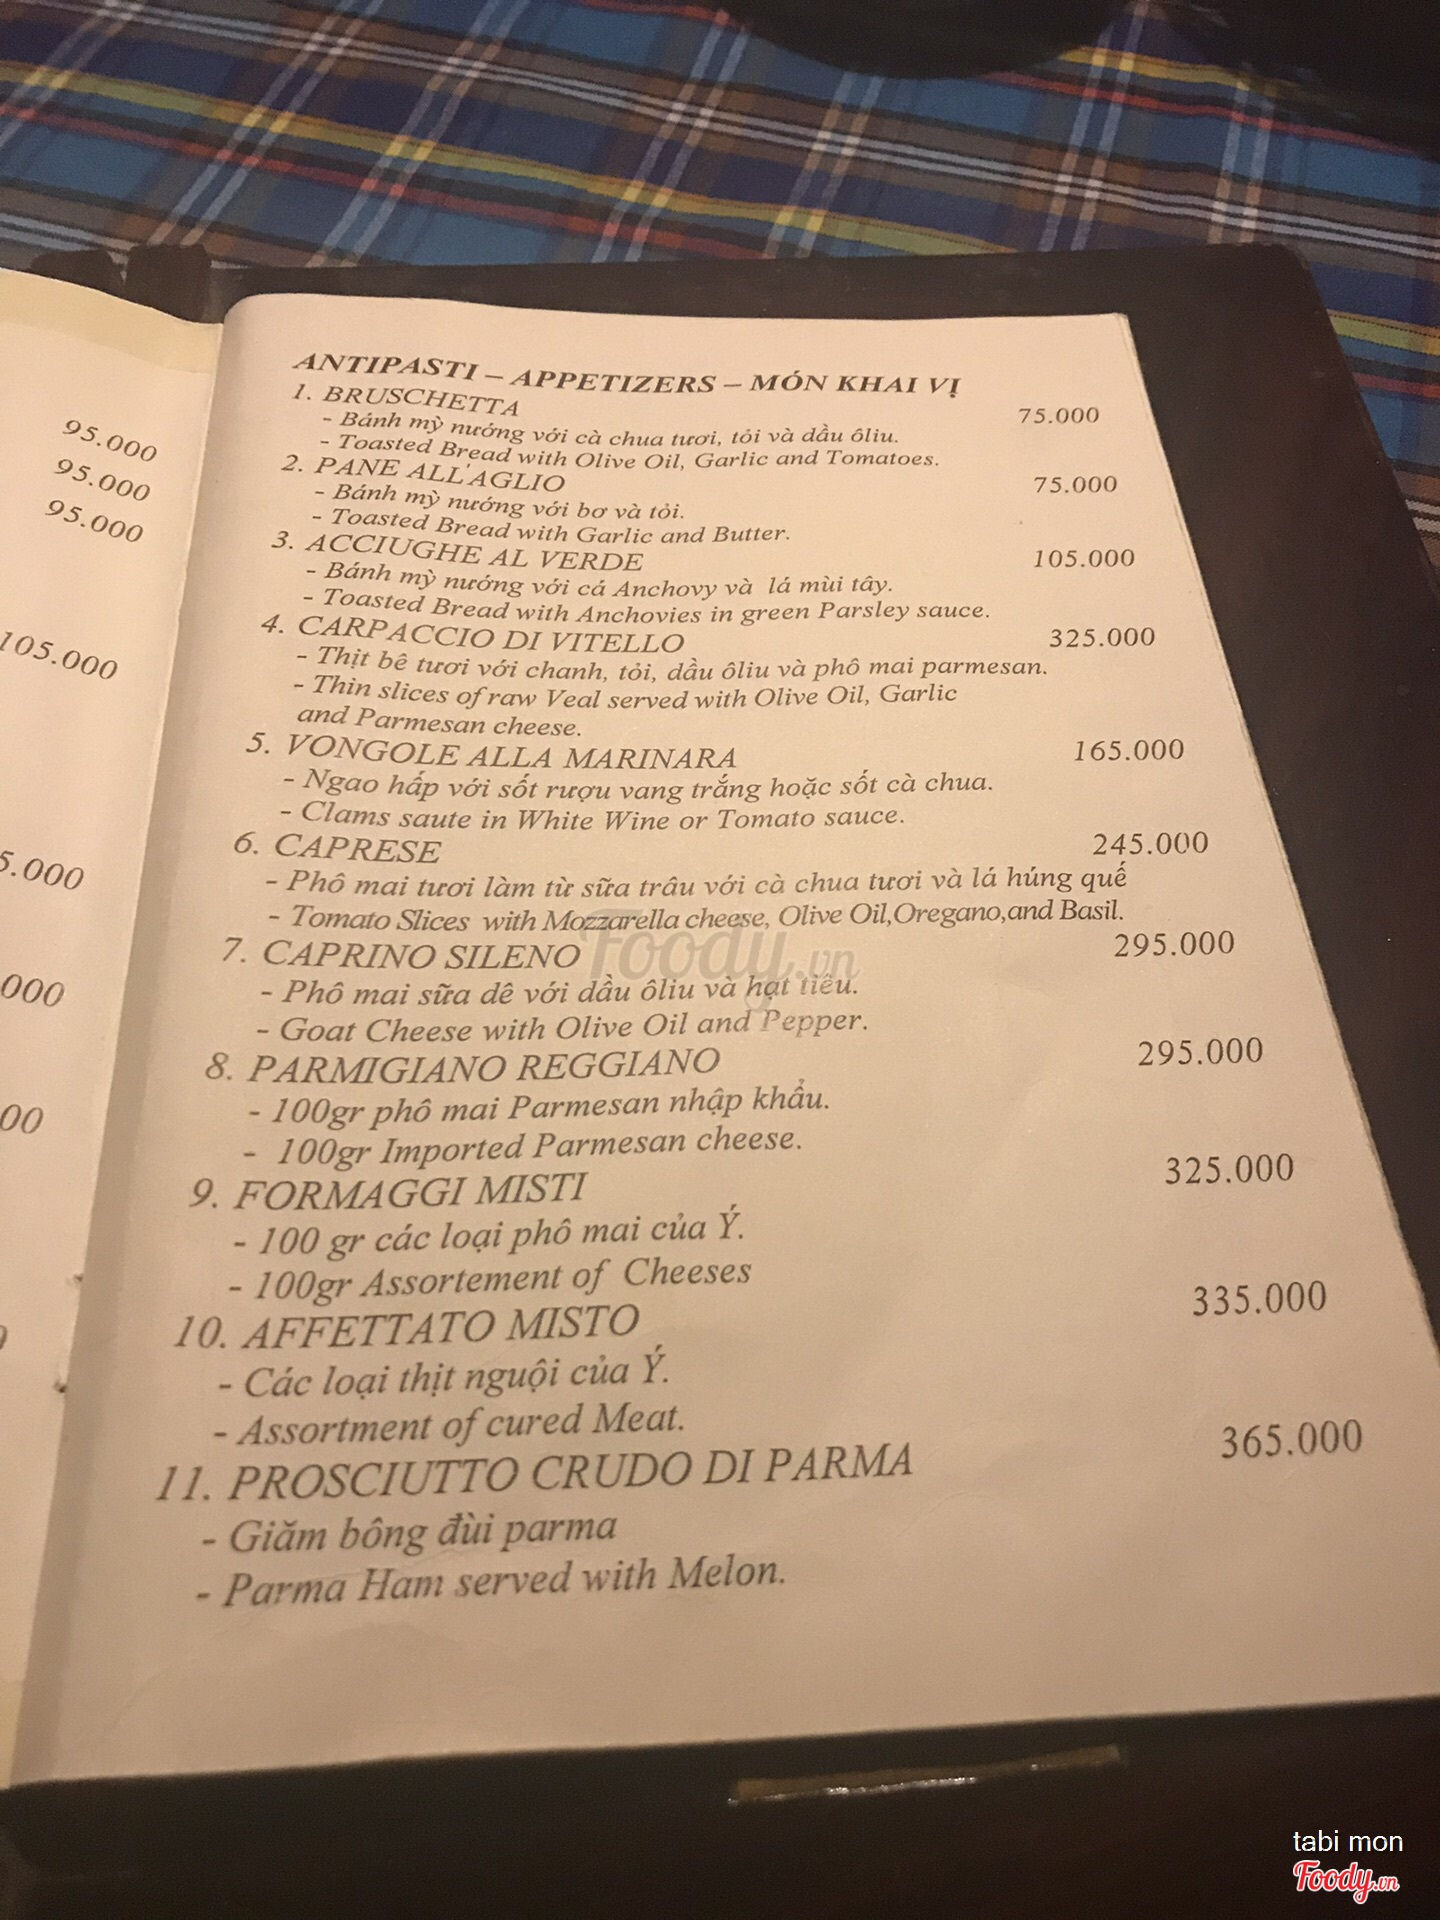 95.000
95.000
95.000
105.000
5.000
000
00
ANTIPASTI – APPETIZERS – MÓN KHAI VỊ
1. BRUSCHETTA 75.000
- Bánh mỳ nướng với cà chua tươi, tỏi và dầu ôliu.
- Toasted Bread with Olive Oil, Garlic and Tomatoes.
2. PANE ALL'AGLIO 75.000
- Bánh mỳ nướng với bơ và tỏi.
- Toasted Bread with Garlic and Butter.
3. ACCIUGHE AL VERDE 105.000
- Bánh mỳ nướng với cá Anchovy và lá mùi tây.
- Toasted Bread with Anchovies in green Parsley sauce.
4. CARPACCIO DI VITELLO 325.000
- Thịt bê tươi với chanh, tỏi, dầu ôliu và phô mai parmesan.
- Thin slices of raw Veal served with Olive Oil, Garlic
and Parmesan cheese.
5. VONGOLE ALLA MARINARA 165.000
- Ngao hấp với sốt rượu vang trắng hoặc sốt cà chua.
- Clams saute in White Wine or Tomato sauce.
6. CAPRESE 245.000
- Phô mai tươi làm từ sữa trâu với cà chua tươi và lá húng quế
- Tomato Slices with Mozzarella cheese, Olive Oil,Oregano,and Basil.
7. CAPRINO SILENO 295.000
- Phô mai sữa dê với dầu ôliu và hạt tiêu.
- Goat Cheese with Olive Oil and Pepper.
8. PARMIGIANO REGGIANO 295.000
- 100gr phô mai Parmesan nhập khẩu.
- 100gr Imported Parmesan cheese.
9. FORMAGGI MISTI 325.000
- 100 gr các loại phô mai của Ý.
- 100gr Assortement of Cheeses
10. AFFETTATO MISTO 335.000
- Các loại thịt nguội của Ý.
- Assortment of cured Meat.
11. PROSCIUTTO CRUDO DI PARMA 365.000
- Giăm bông đùi parma
- Parma Ham served with Melon.
Foody.vn
tabi mon
Foody.vn